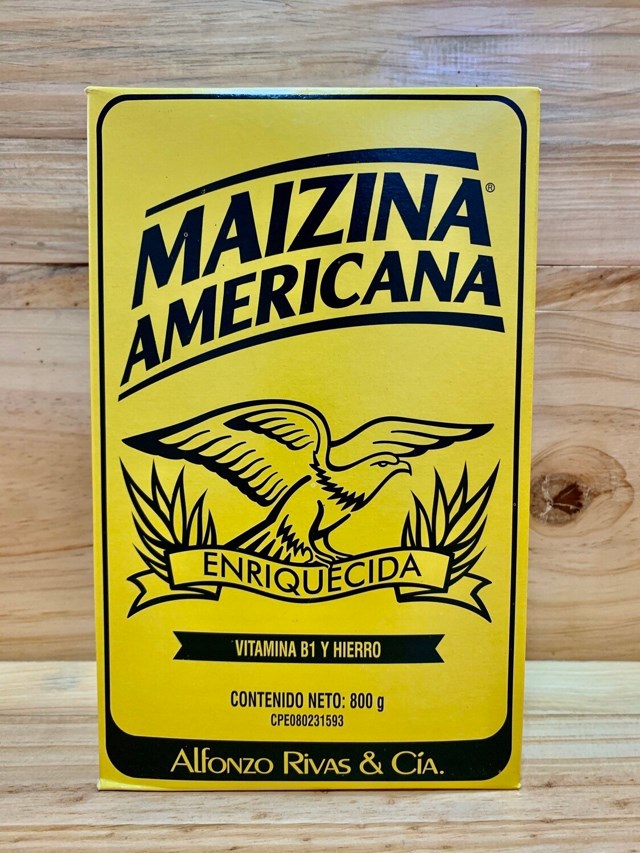 MAIZINA®
AMERICANA
ENRIQUECIDA
VITAMINA B1 Y HIERRO
CONTENIDO NETO: 800 g
CPE080231593
Alfonzo Rivas & Cía.